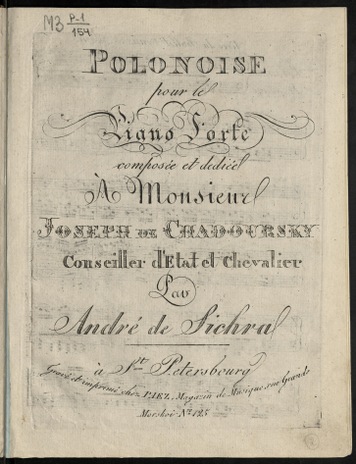 МЗ P-1
154
POLONOISE
pour le
Piano Forte
composée et dediée
À Monsieur
JOSEPH DE CHADOURSKY
Conseiller d'Etat et Chevalier
Par
André de Sichra
à St. Petersbourg
Gravé et imprimé chez PAEZ, Magazin de Musique, rue Grande
Morskoi No. 125